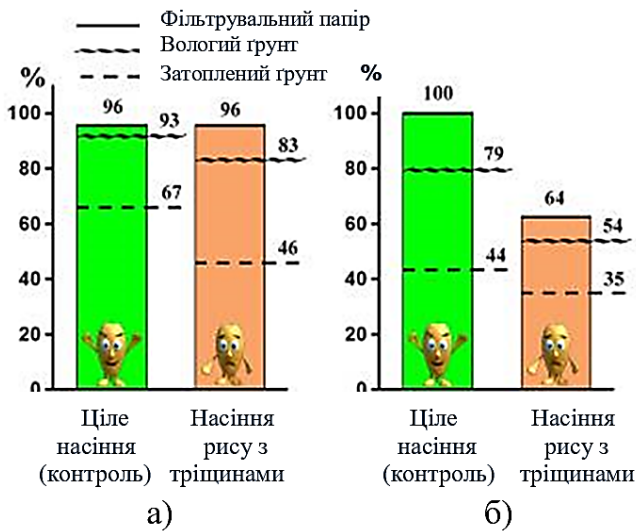 Фільтрувальний папір
Вологий ґрунт
Затоплений ґрунт
%
100
80
60
40
20
0
96
93
67
96
83
46
Ціле
насіння
(контроль)
Насіння
рису з
тріщинами
а)
%
100
80
60
40
20
0
100
79
44
64
54
35
Ціле
насіння
(контроль)
Насіння
рису з
тріщинами
б)